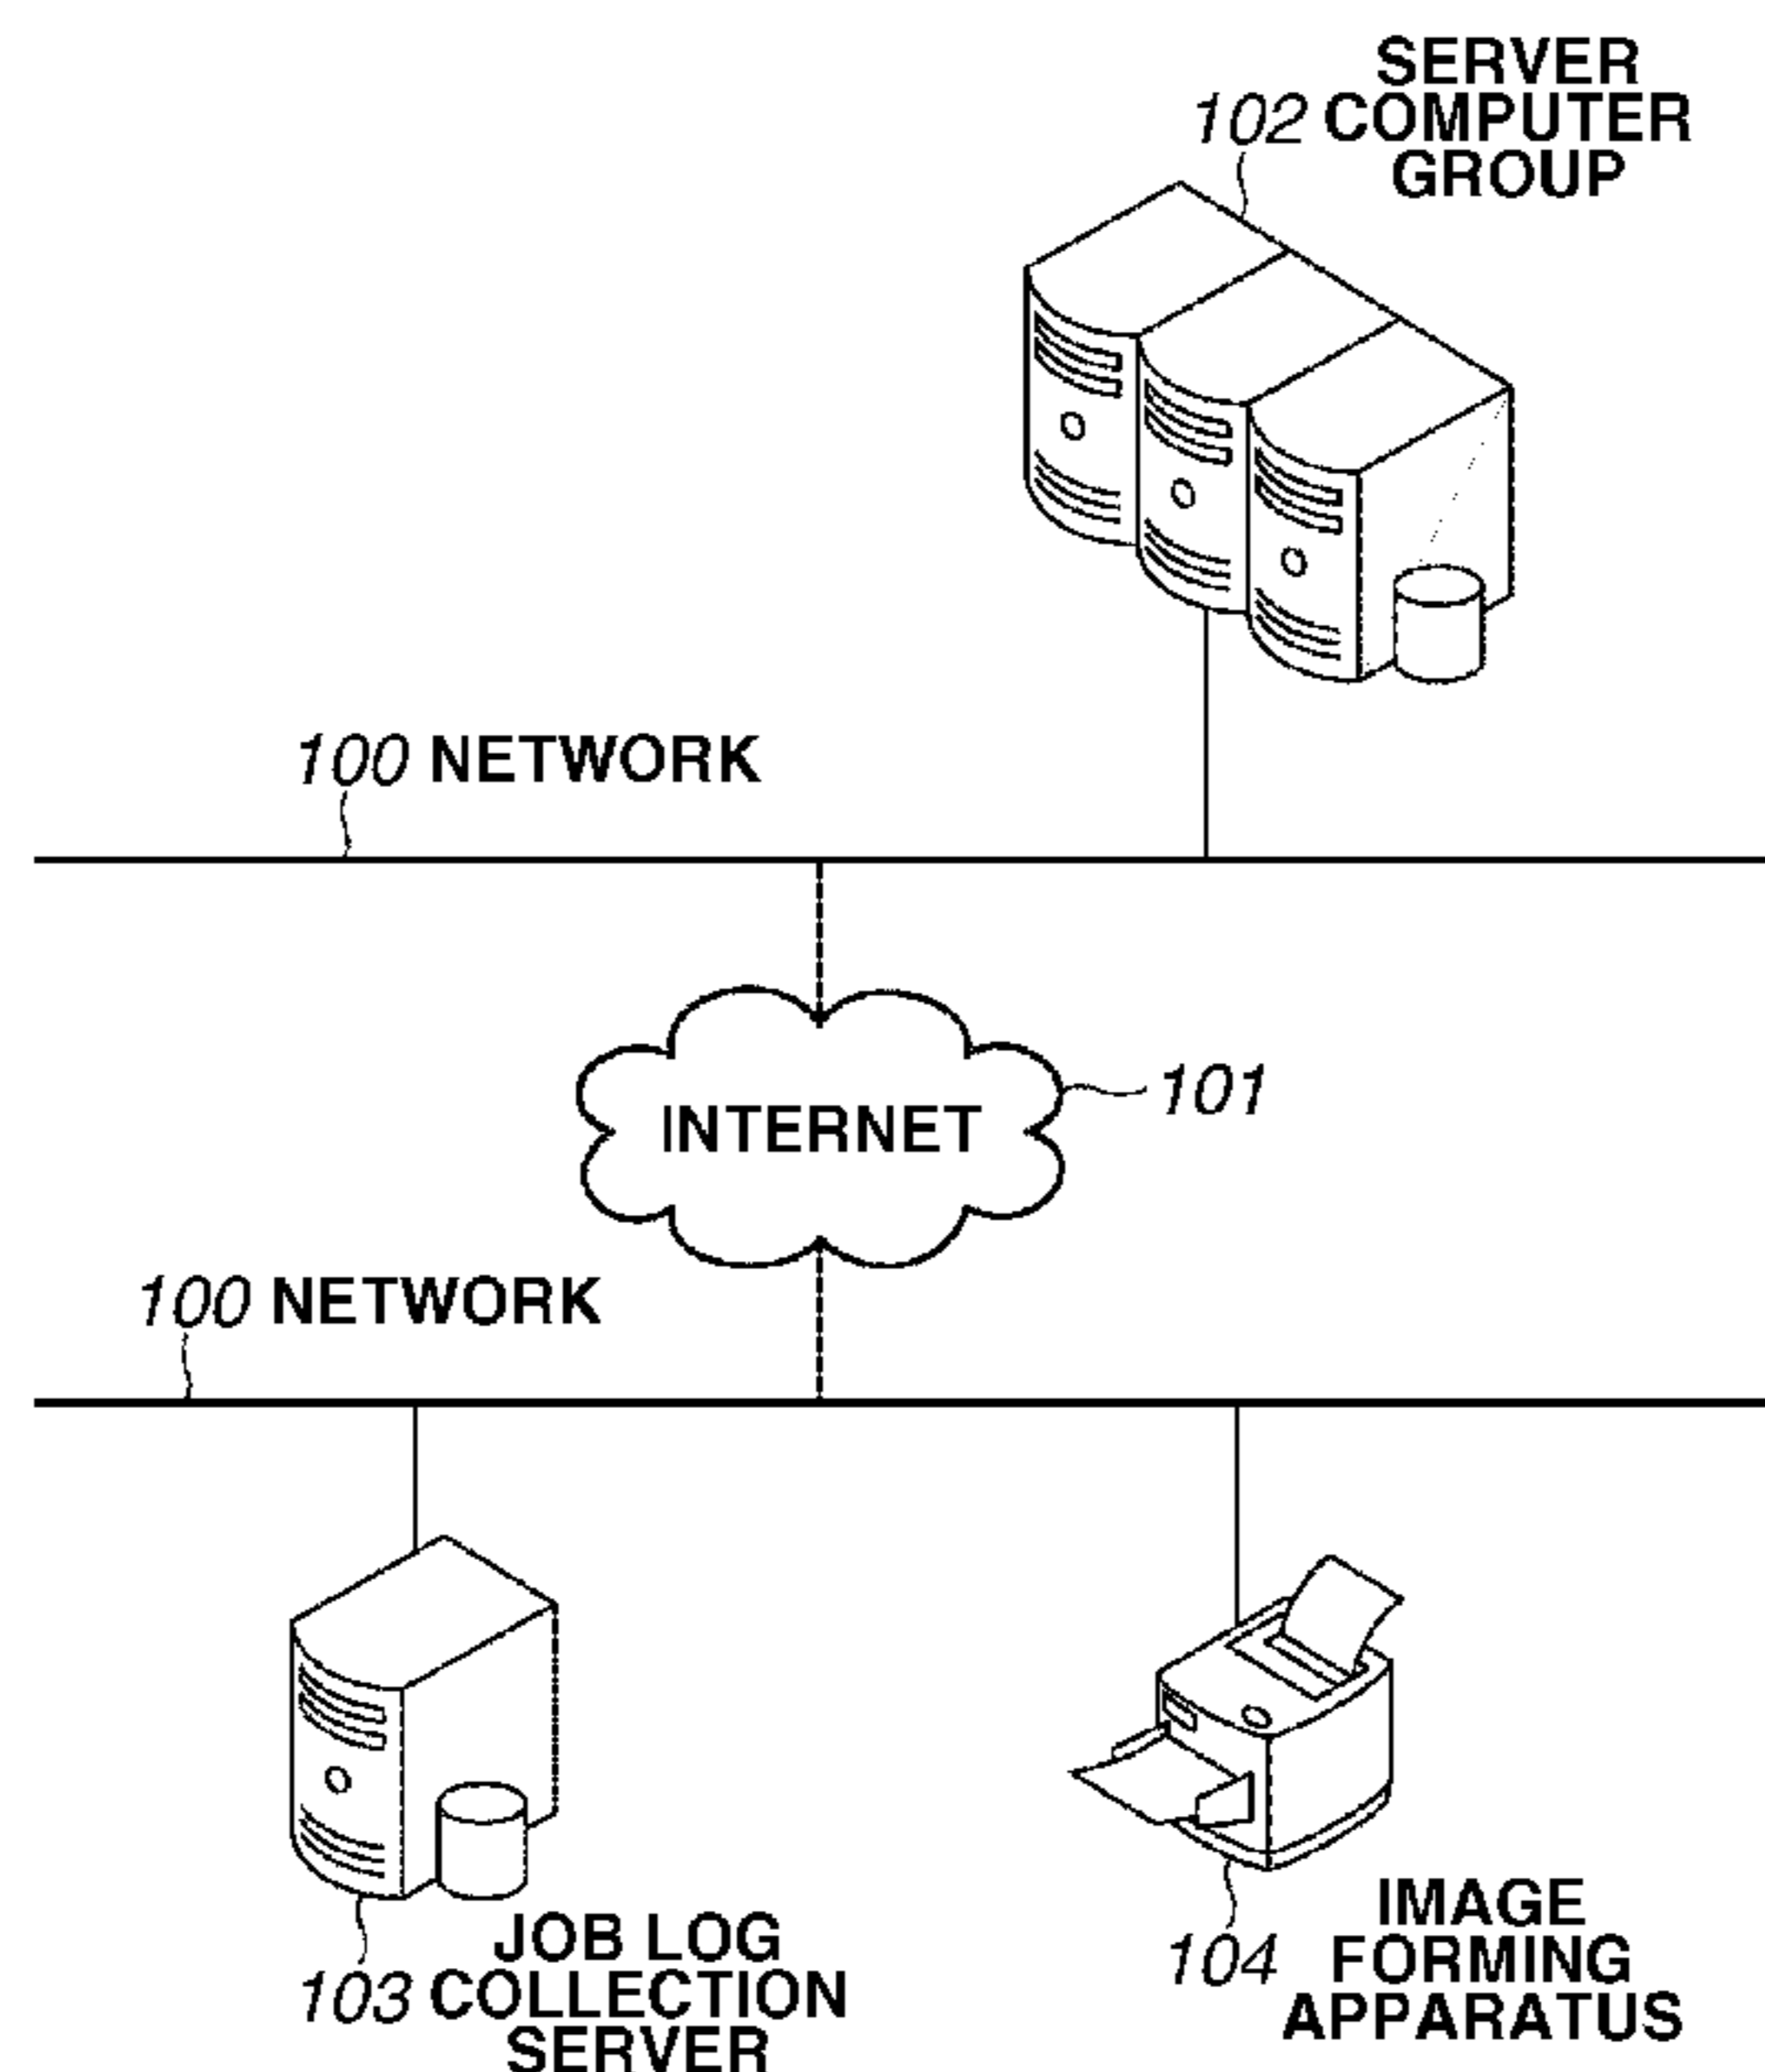 SERVER
102 COMPUTER
GROUP
100 NETWORK
INTERNET
101
100 NETWORK
JOB LOG
103 COLLECTION
SERVER
IMAGE
104 FORMING
APPARATUS